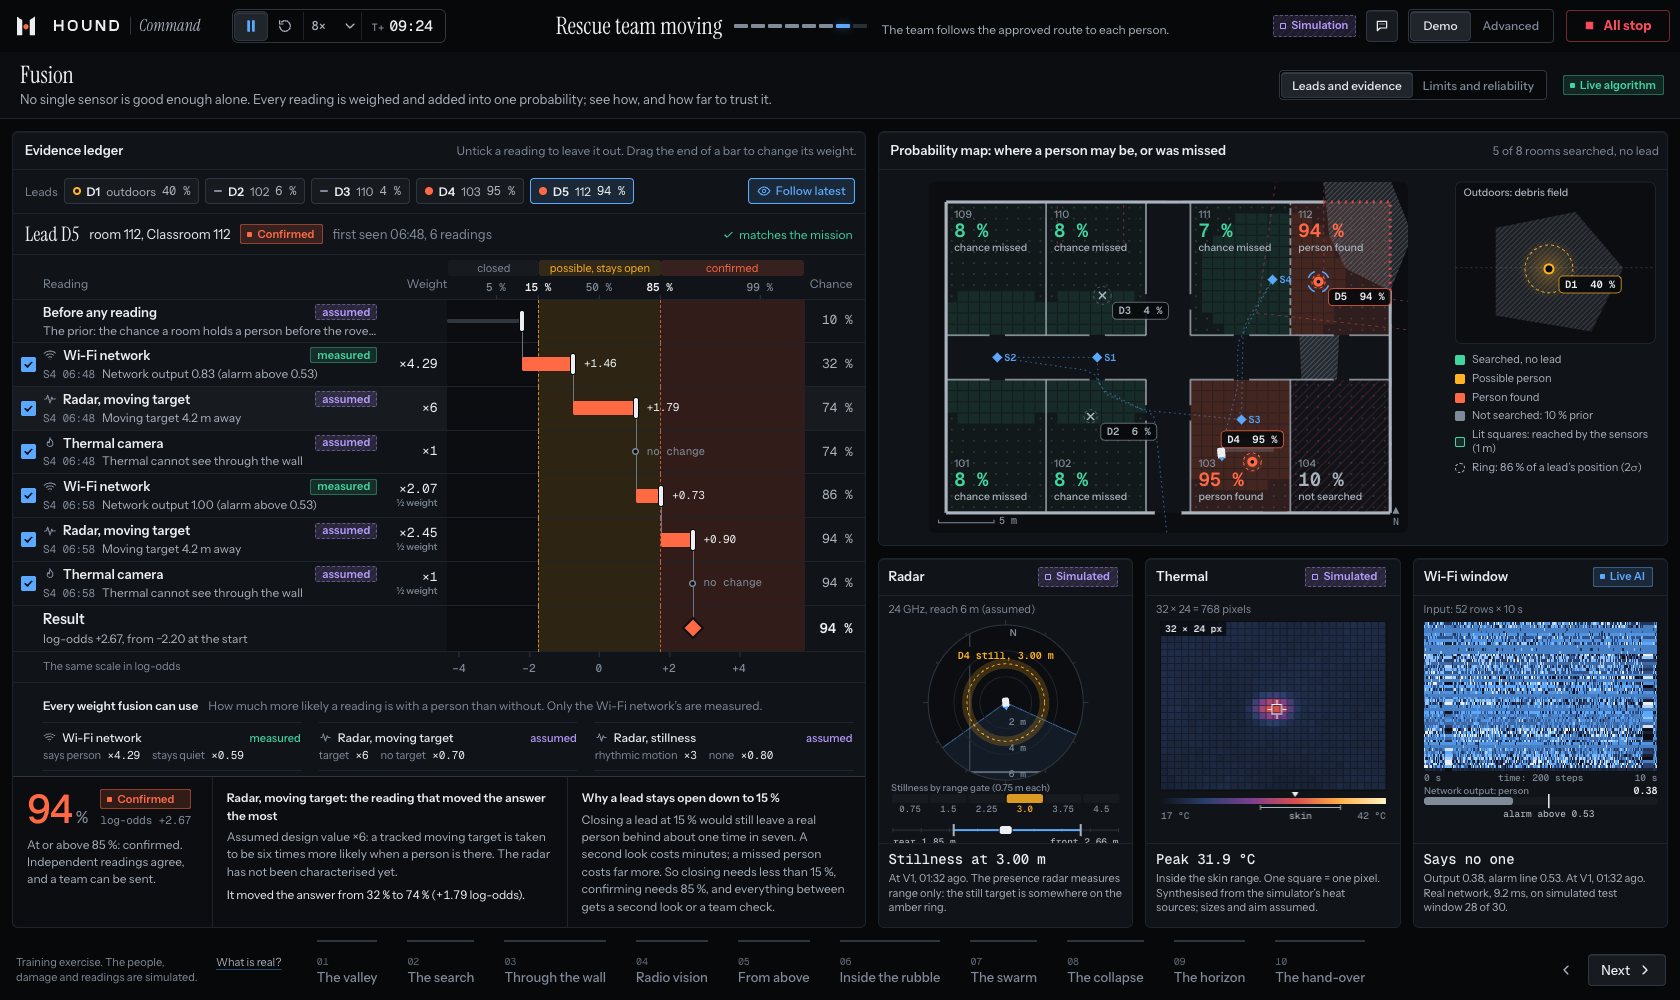 HOUND Command
8× T+ 09:24
Rescue team moving
The team follows the approved route to each person.
Simulation
Demo Advanced
All stop
Fusion
No single sensor is good enough alone. Every reading is weighed and added into one probability; see how, and how far to trust it.
Leads and evidence Limits and reliability
Live algorithm
Evidence ledger
Untick a reading to leave it out. Drag the end of a bar to change its weight.
Leads D1 outdoors 40 % D2 102 6 % D3 110 4 % D4 103 95 % D5 112 94 %
Follow latest
Lead D5 room 112, Classroom 112 Confirmed first seen 06:48, 6 readings
matches the mission
closed possible, stays open confirmed
Reading Weight 5 % 15 % 50 % 85 % 99 % Chance
Before any reading assumed 10 %
The prior: the chance a room holds a person before the rove...
Wi-Fi network measured ×4.29 +1.46 32 %
S4 06:48 Network output 0.83 (alarm above 0.53)
Radar, moving target assumed ×6 +1.79 74 %
S4 06:48 Moving target 4.2 m away
Thermal camera assumed ×1 no change 74 %
S4 06:48 Thermal cannot see through the wall
Wi-Fi network measured ×2.07 +0.73 86 %
S4 06:58 Network output 1.00 (alarm above 0.53) ½ weight
Radar, moving target assumed ×2.45 +0.90 94 %
S4 06:58 Moving target 4.2 m away ½ weight
Thermal camera assumed ×1 no change 94 %
S4 06:58 Thermal cannot see through the wall ½ weight
Result 94 %
log-odds +2.67, from −2.20 at the start
The same scale in log-odds −4 −2 0 +2 +4
Every weight fusion can use How much more likely a reading is with a person than without. Only the Wi-Fi network's are measured.
Wi-Fi network measured
says person ×4.29 stays quiet ×0.59
Radar, moving target assumed
target ×6 no target ×0.70
Radar, stillness assumed
rhythmic motion ×3 none ×0.80
94 % Confirmed
log-odds +2.67
At or above 85 %: confirmed.
Independent readings agree,
and a team can be sent.
Radar, moving target: the reading that moved the answer
the most
Assumed design value ×6: a tracked moving target is taken
to be six times more likely when a person is there. The radar
has not been characterised yet.
It moved the answer from 32 % to 74 % (+1.79 log-odds).
Why a lead stays open down to 15 %
Closing a lead at 15 % would still leave a real
person behind about one time in seven. A
second look costs minutes; a missed person
costs far more. So closing needs less than 15 %,
confirming needs 85 %, and everything between
gets a second look or a team check.
Probability map: where a person may be, or was missed
5 of 8 rooms searched, no lead
109
8 %
chance missed
110
8 %
chance missed
111
7 %
chance missed
112
94 %
person found
S4
D5 94 %
D3 4 %
S2
S1
S3
D2 6 %
D4 95 %
101
8 %
chance missed
102
8 %
chance missed
103
95 %
person found
104
10 %
not searched
5 m
N
Outdoors: debris field
D1 40 %
Searched, no lead
Possible person
Person found
Not searched: 10 % prior
Lit squares: reached by the sensors
(1 m)
Ring: 86 % of a lead's position (2σ)
Radar Simulated
24 GHz, reach 6 m (assumed)
N
D4 still, 3.00 m
2 m
4 m
6 m
Stillness by range gate (0.75 m each)
0.75 1.5 2.25 3.0 3.75 4.5
rear 1.85 m front 2.66 m
Stillness at 3.00 m
At V1, 01:32 ago. The presence radar measures
range only: the still target is somewhere on the
amber ring.
Thermal Simulated
32 × 24 = 768 pixels
32 × 24 px
17 °C skin 42 °C
Peak 31.9 °C
Inside the skin range. One square = one pixel.
Synthesised from the simulator's heat
sources; sizes and aim assumed.
Wi-Fi window Live AI
Input: 52 rows × 10 s
0 s time: 200 steps 10 s
Network output: person 0.38
alarm above 0.53
Says no one
Output 0.38, alarm line 0.53. At V1, 01:32 ago.
Real network, 9.2 ms, on simulated test
window 28 of 30.
Training exercise. The people,
damage and readings are simulated.
What is real?
01
The valley
02
The search
03
Through the wall
04
Radio vision
05
From above
06
Inside the rubble
07
The swarm
08
The collapse
09
The horizon
10
The hand-over
Next